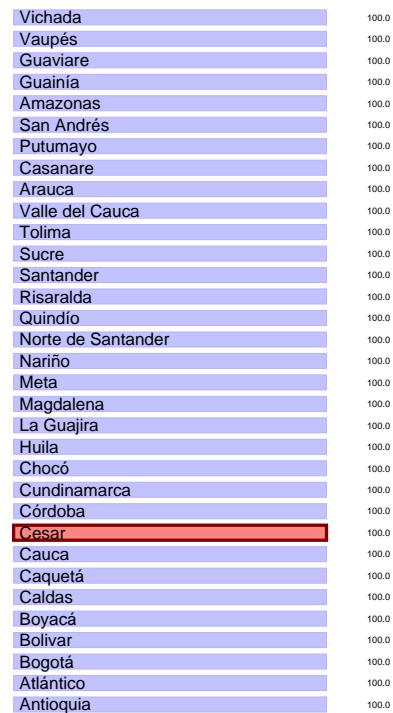 Vichada 100.0
Vaupés 100.0
Guaviare 100.0
Guainía 100.0
Amazonas 100.0
San Andrés 100.0
Putumayo 100.0
Casanare 100.0
Arauca 100.0
Valle del Cauca 100.0
Tolima 100.0
Sucre 100.0
Santander 100.0
Risaralda 100.0
Quindío 100.0
Norte de Santander 100.0
Nariño 100.0
Meta 100.0
Magdalena 100.0
La Guajira 100.0
Huila 100.0
Chocó 100.0
Cundinamarca 100.0
Córdoba 100.0
Cesar 100.0
Cauca 100.0
Caquetá 100.0
Caldas 100.0
Boyacá 100.0
Bolivar 100.0
Bogotá 100.0
Atlántico 100.0
Antioquia 100.0